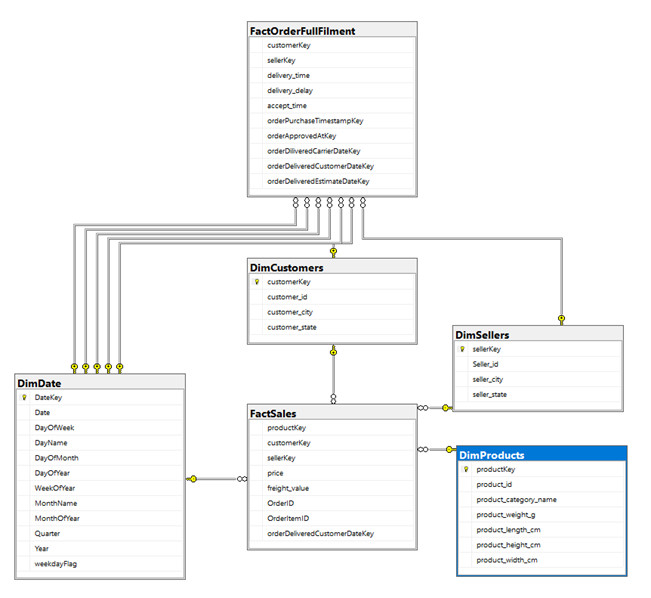 FactOrderFullFilment
customerKey
sellerKey
delivery_time
delivery_delay
accept_time
orderPurchaseTimestampKey
orderApprovedAtKey
orderDiliveredCarrierDateKey
orderDeliveredCustomerDateKey
orderDeliveredEstimateDateKey
DimCustomers
customerKey
customer_id
customer_city
customer_state
DimSellers
sellerKey
Seller_id
seller_city
seller_state
DimDate
DateKey
Date
DayOfWeek
DayName
DayOfMonth
DayOfYear
WeekOfYear
MonthName
MonthOfYear
Quarter
Year
weekdayFlag
FactSales
productKey
customerKey
sellerKey
price
freight_value
OrderID
OrderItemID
orderDeliveredCustomerDateKey
DimProducts
productKey
product_id
product_category_name
product_weight_g
product_length_cm
product_height_cm
product_width_cm